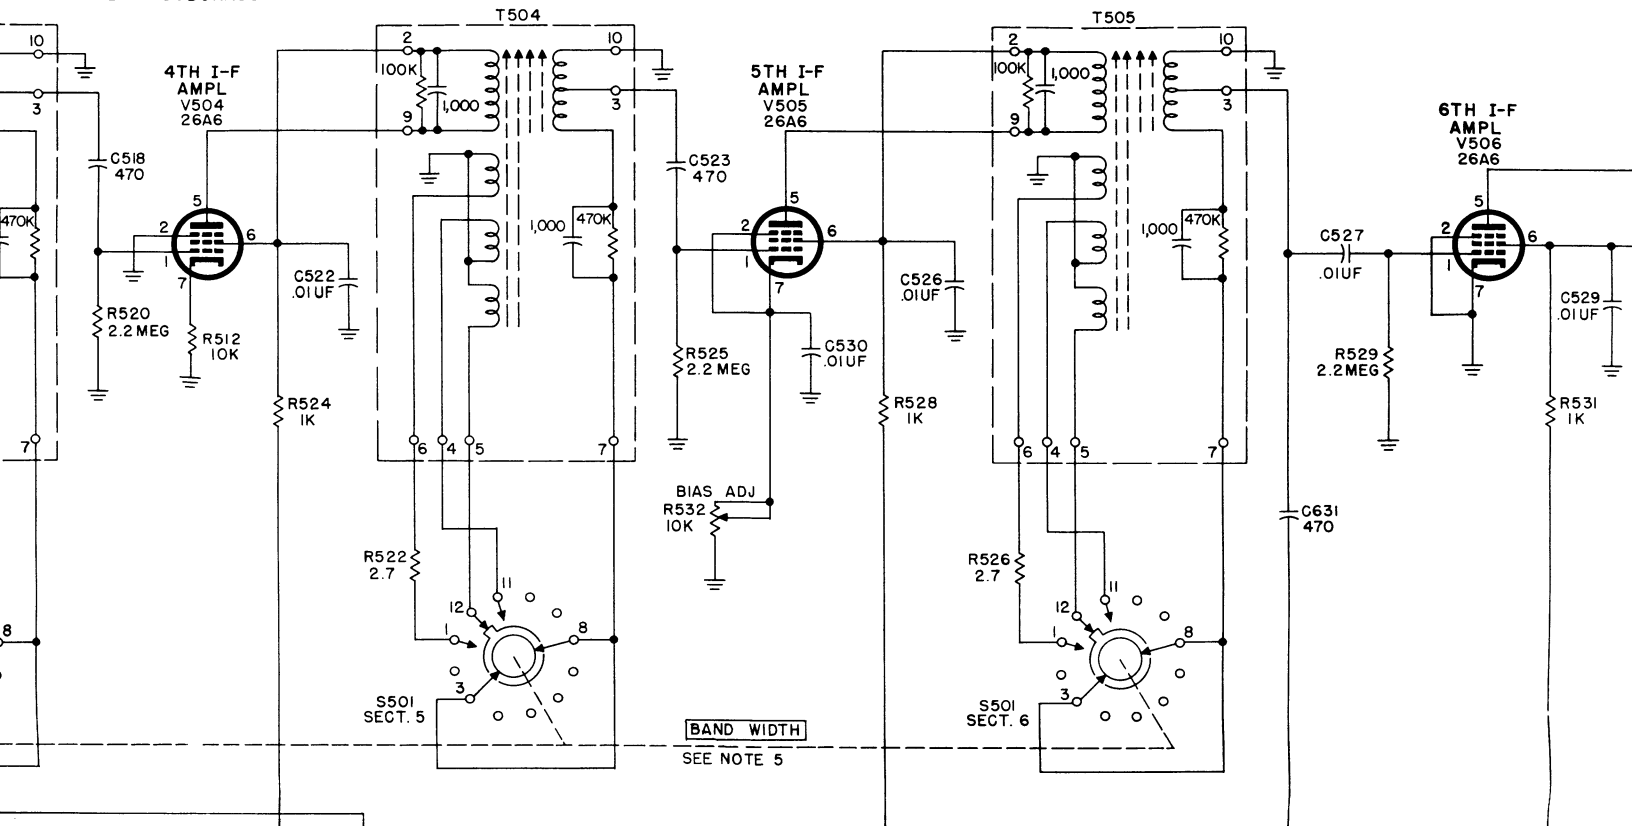 T504
T505
10
3
470K
7
8
C518
470
4TH I-F
AMPL
V504
26A6
5
2
1
6
7
R520
2.2 MEG
R512
10K
C522
.01UF
R524
1K
2
10
100K
1,000
9
3
1,000
470K
6
4
5
7
R522
2.7
11
12
1
8
3
S501
SECT. 5
C523
470
5TH I-F
AMPL
V505
26A6
5
2
1
6
7
R525
2.2 MEG
C530
.01UF
C526
.01UF
R528
1K
BIAS ADJ
R532
10K
BAND WIDTH
SEE NOTE 5
2
10
100K
1,000
9
3
1,000
470K
6
4
5
7
R526
2.7
11
12
1
8
3
S501
SECT. 6
C527
.01UF
C631
470
6TH I-F
AMPL
V506
26A6
5
2
1
6
7
R529
2.2MEG
C529
.01UF
R531
1K